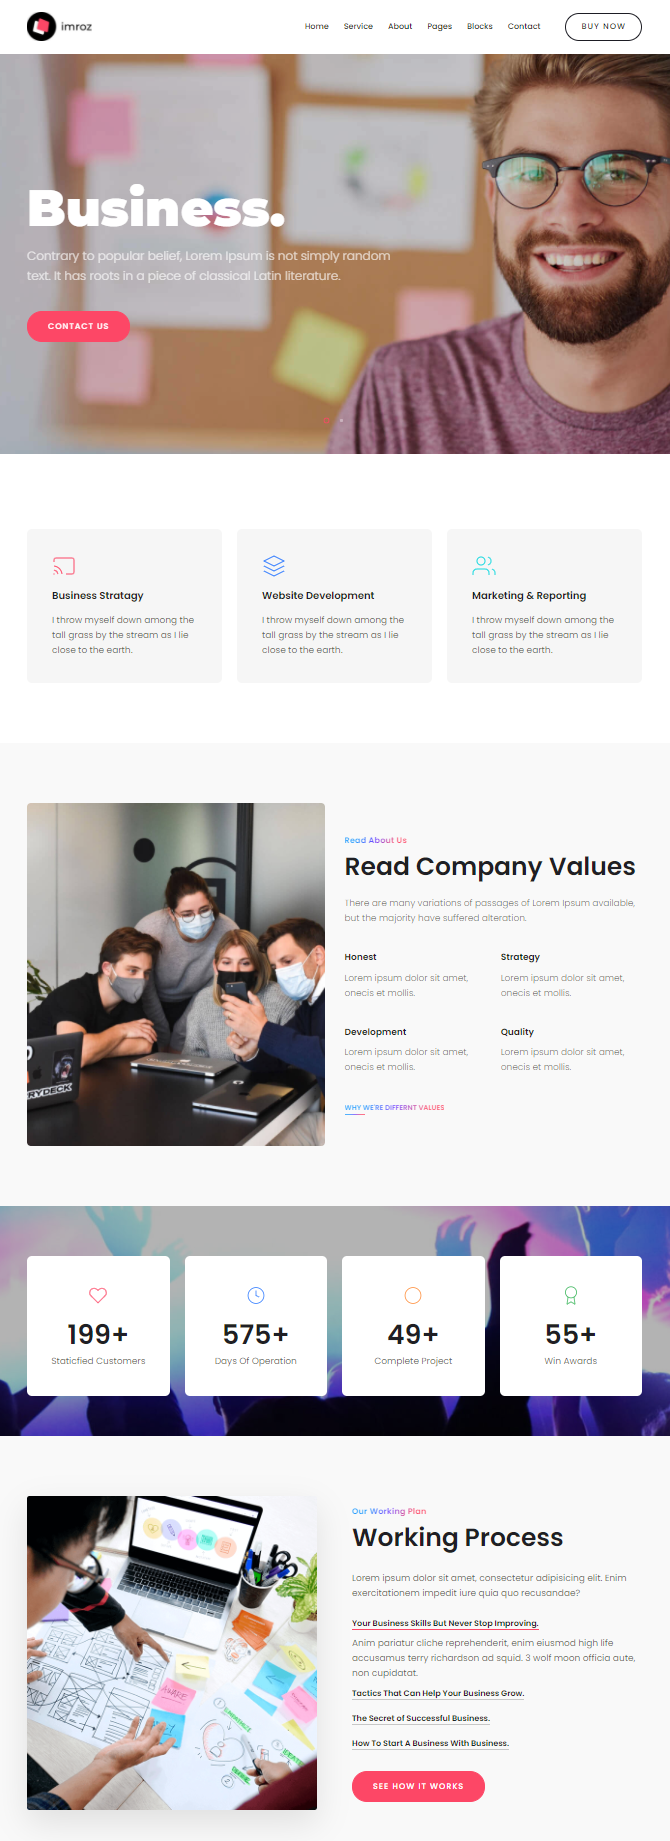 imroz
Home Service About Pages Blocks Contact BUY NOW
Business.
Contrary to popular belief, Lorem Ipsum is not simply random
text. It has roots in a piece of classical Latin literature.
CONTACT US
Business Stratagy
I throw myself down among the
tall grass by the stream as I lie
close to the earth.
Website Development
I throw myself down among the
tall grass by the stream as I lie
close to the earth.
Marketing & Reporting
I throw myself down among the
tall grass by the stream as I lie
close to the earth.
RYDECK
Read About Us
Read Company Values
There are many variations of passages of Lorem Ipsum available,
but the majority have suffered alteration.
Honest
Lorem ipsum dolor sit amet,
onecis et mollis.
Strategy
Lorem ipsum dolor sit amet,
onecis et mollis.
Development
Lorem ipsum dolor sit amet,
onecis et mollis.
Quality
Lorem ipsum dolor sit amet,
onecis et mollis.
WHY WE'RE DIFFERNT VALUES
199+
Staticfied Customers
575+
Days Of Operation
49+
Complete Project
55+
Win Awards
AWARE
Our Working Plan
Working Process
Lorem ipsum dolor sit amet, consectetur adipisicing elit. Enim
exercitationem impedit iure quia quo recusandae?
Your Business Skills But Never Stop Improving.
Anim pariatur cliche reprehenderit, enim eiusmod high life
accusamus terry richardson ad squid. 3 wolf moon officia aute,
non cupidatat.
Tactics That Can Help Your Business Grow.
The Secret of Successful Business.
How To Start A Business With Business.
SEE HOW IT WORKS